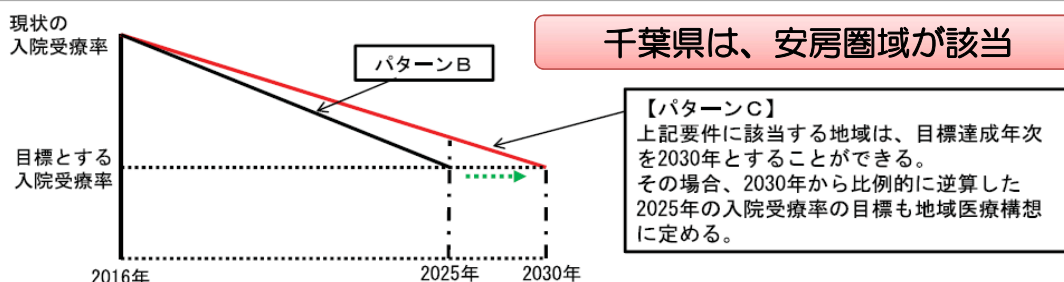 現状の
入院受療率
千葉県は、安房圏域が該当
パターンB
【パターンC】
上記要件に該当する地域は、目標達成年次
を2030年とすることができる。
その場合、2030年から比例的に逆算した
2025年の入院受療率の目標も地域医療構想
に定める。
目標とする
入院受療率
2016年
2025年
2030年